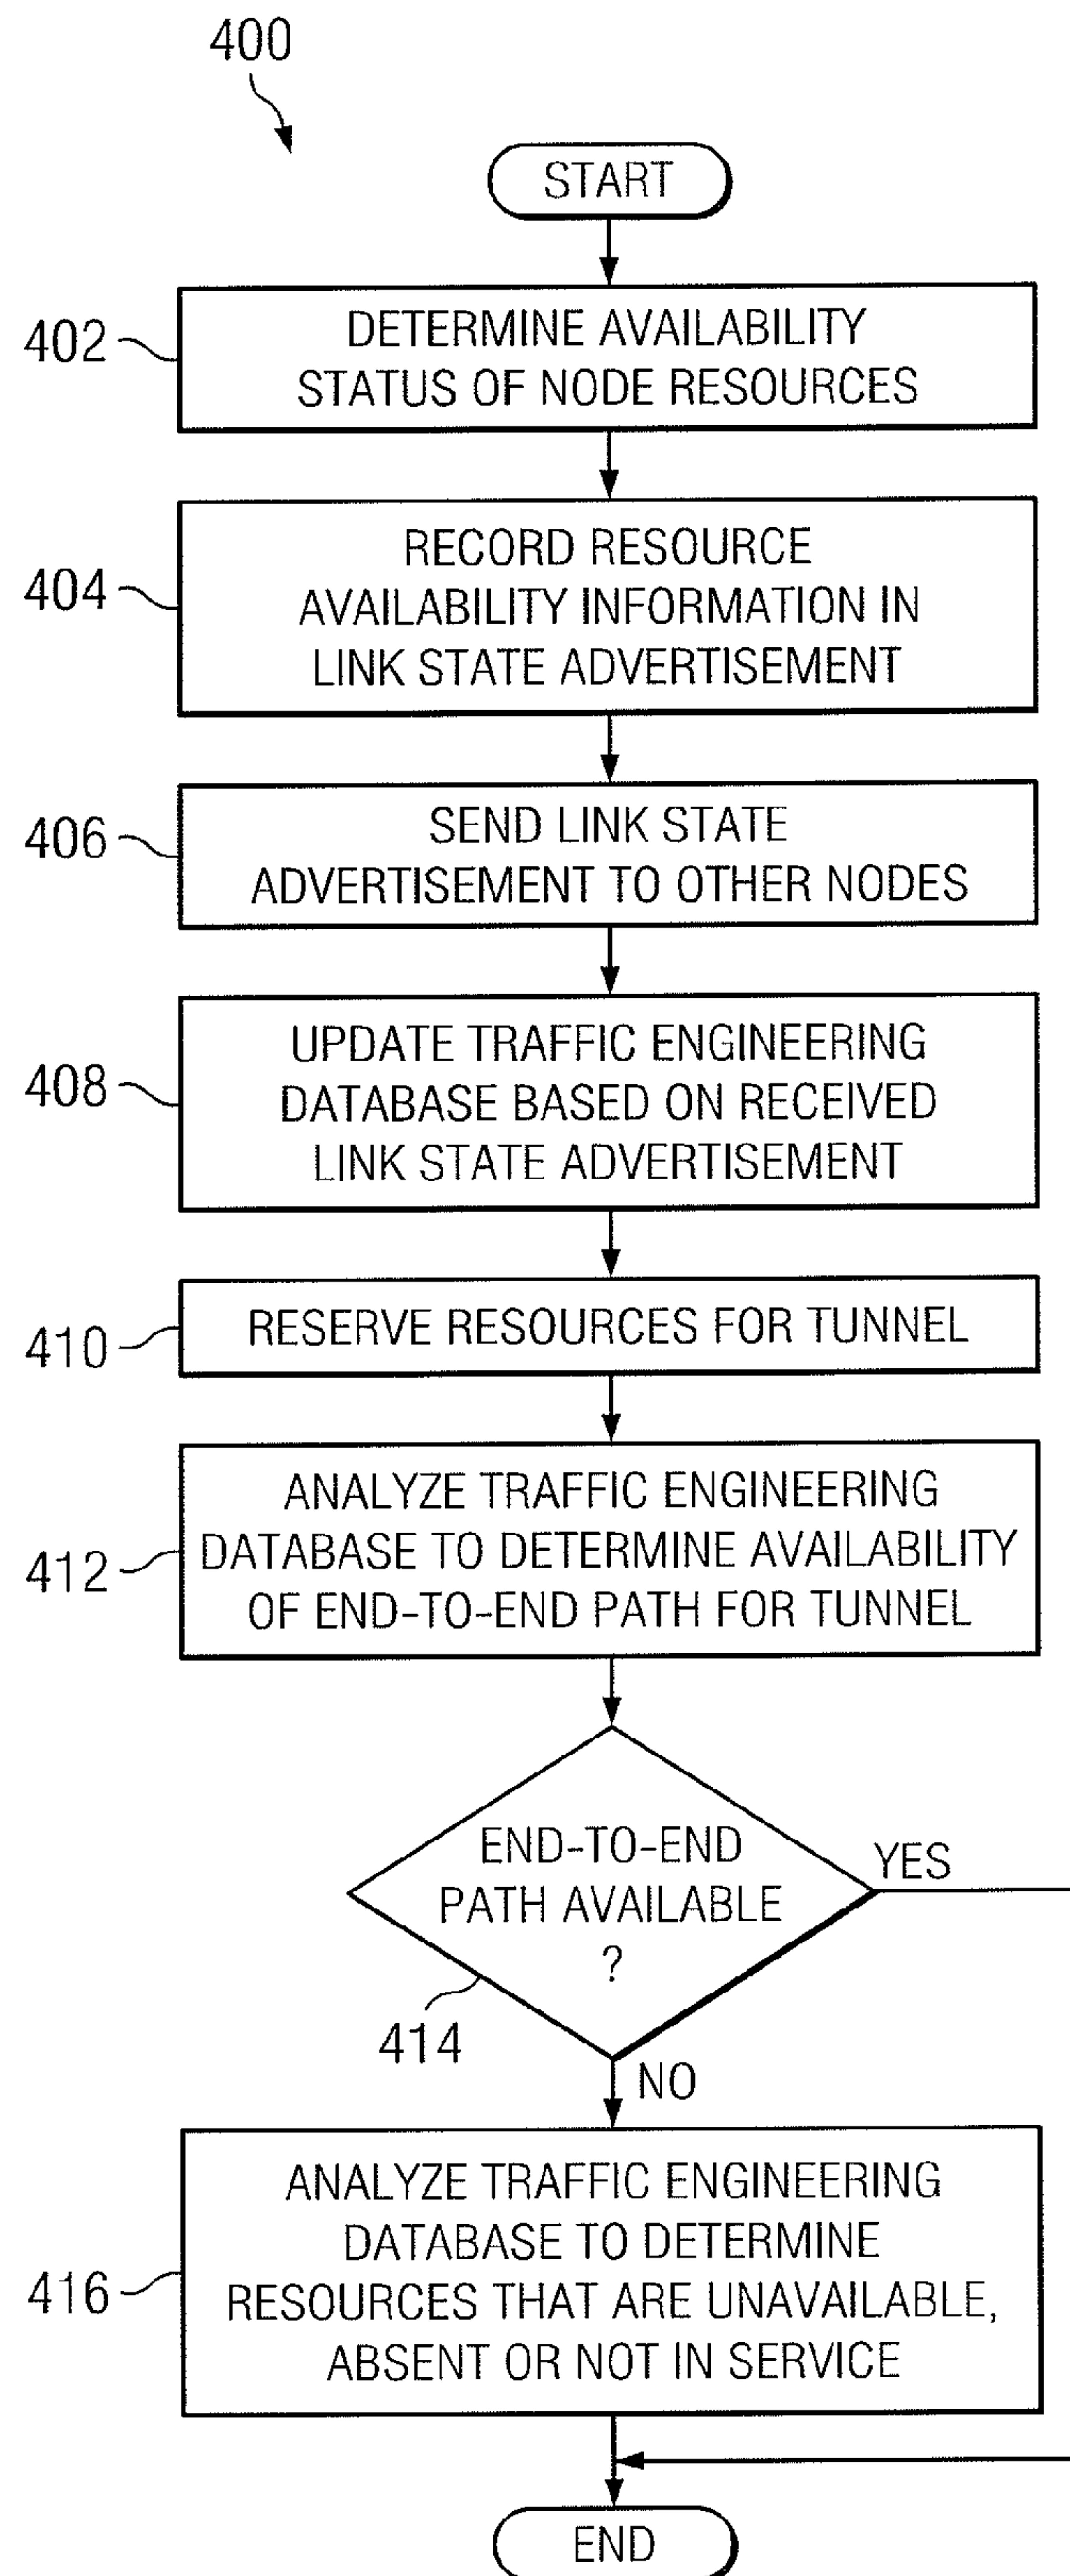 400
START
402
DETERMINE AVAILABILITY
STATUS OF NODE RESOURCES
404
RECORD RESOURCE
AVAILABILITY INFORMATION IN
LINK STATE ADVERTISEMENT
406
SEND LINK STATE
ADVERTISEMENT TO OTHER NODES
408
UPDATE TRAFFIC ENGINEERING
DATABASE BASED ON RECEIVED
LINK STATE ADVERTISEMENT
410
RESERVE RESOURCES FOR TUNNEL
412
ANALYZE TRAFFIC ENGINEERING
DATABASE TO DETERMINE AVAILABILITY
OF END-TO-END PATH FOR TUNNEL
END-TO-END
PATH AVAILABLE
?
YES
414
NO
416
ANALYZE TRAFFIC ENGINEERING
DATABASE TO DETERMINE
RESOURCES THAT ARE UNAVAILABLE,
ABSENT OR NOT IN SERVICE
END